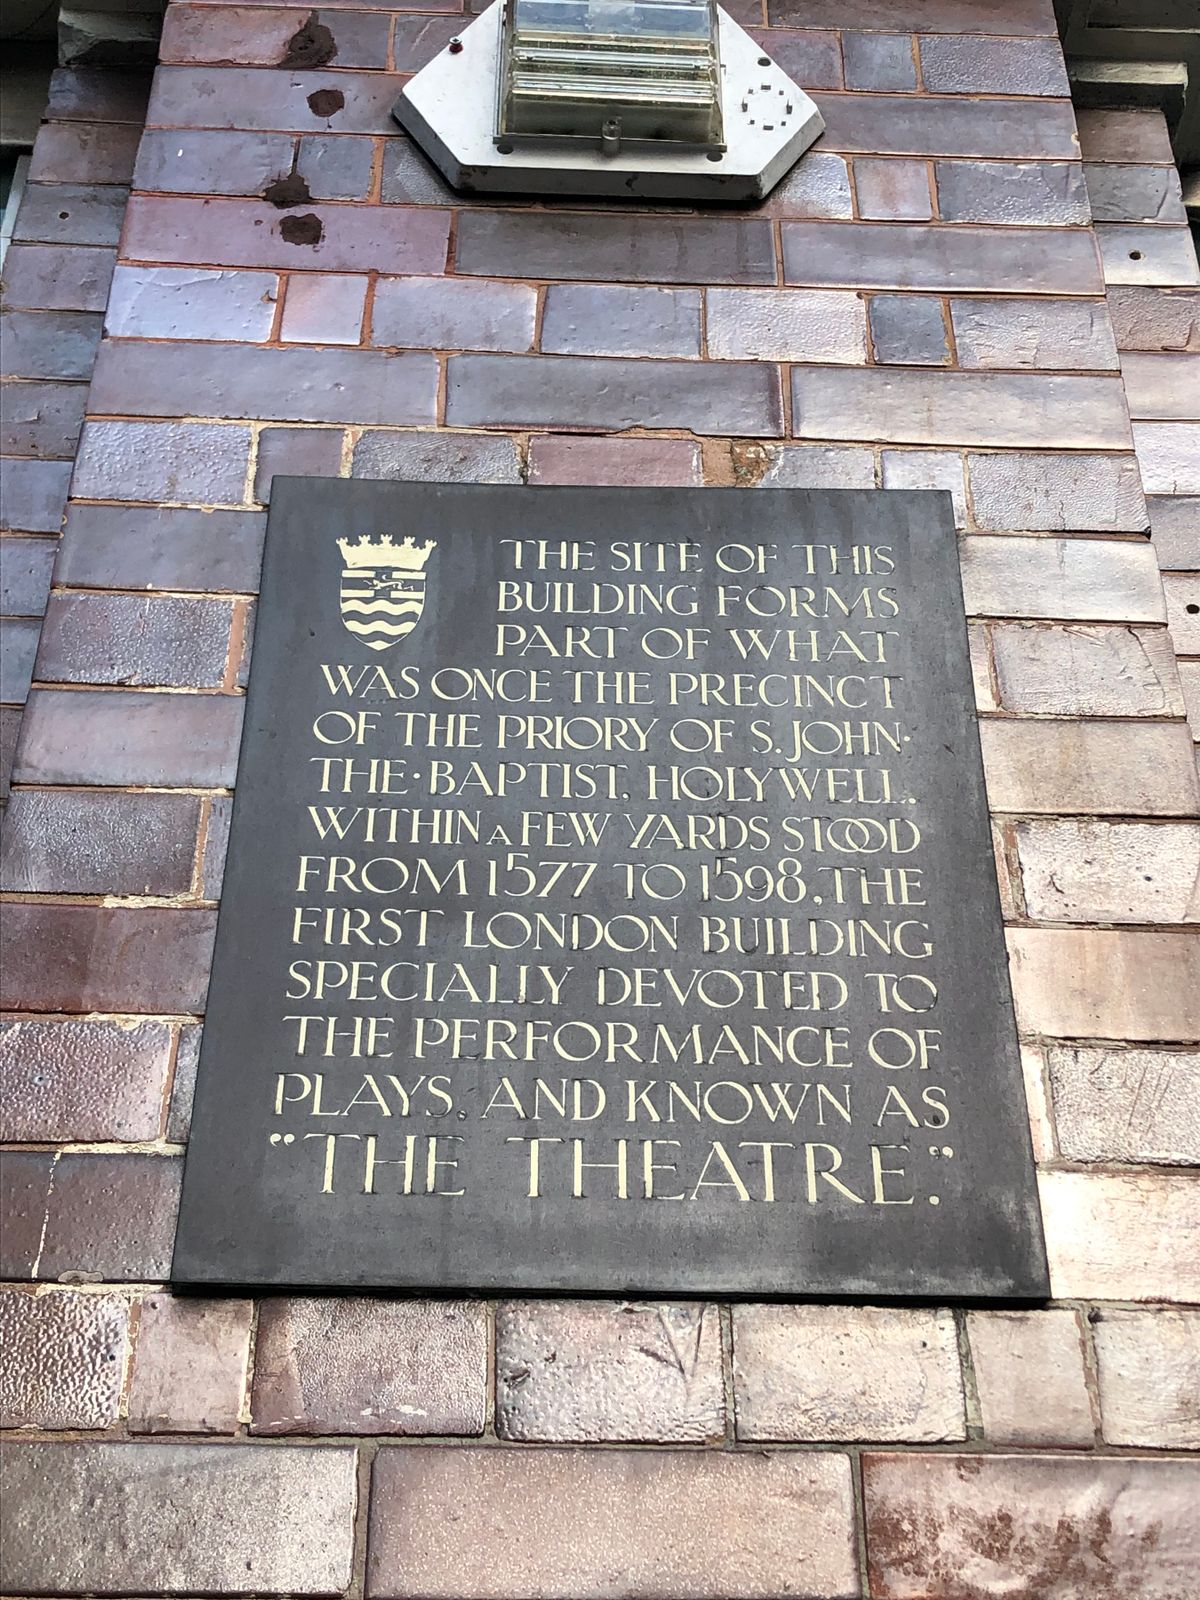 THE SITE OF THIS
BUILDING FORMS
PART OF WHAT
WAS ONCE THE PRECINCT
OF THE PRIORY OF S. JOHN·
THE·BAPTIST, HOLYWELL.
WITHIN A FEW YARDS STOOD
FROM 1577 TO 1598, THE
FIRST LONDON BUILDING
SPECIALLY DEVOTED TO
THE PERFORMANCE OF
PLAYS, AND KNOWN AS
"THE THEATRE."